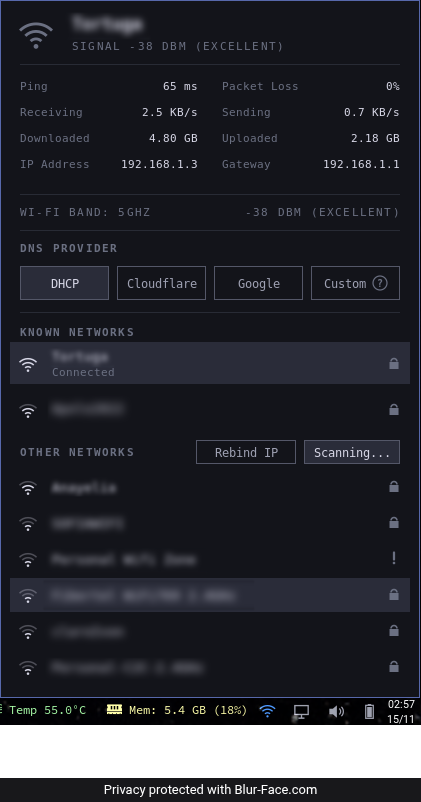 SIGNAL -38 DBM (EXCELLENT)
Ping 65 ms Packet Loss 0%
Receiving 2.5 KB/s Sending 0.7 KB/s
Downloaded 4.80 GB Uploaded 2.18 GB
IP Address 192.168.1.3 Gateway 192.168.1.1
WI-FI BAND: 5GHZ -38 DBM (EXCELLENT)
DNS PROVIDER
DHCP Cloudflare Google Custom ?
KNOWN NETWORKS
Connected
OTHER NETWORKS Rebind IP Scanning...
!
Temp 55.0°C Mem: 5.4 GB (18%) 02:57
15/11
Privacy protected with Blur-Face.com